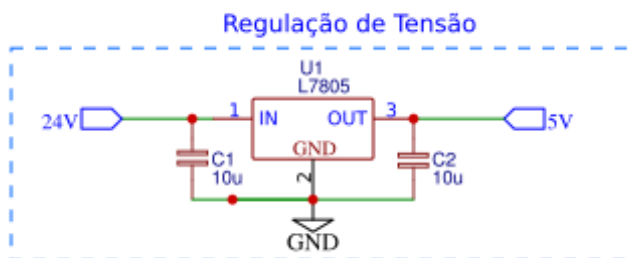 Regulação de Tensão
U1
L7805
24V
1
IN
OUT
3
5V
GND
C1
10u
2
C2
10u
GND